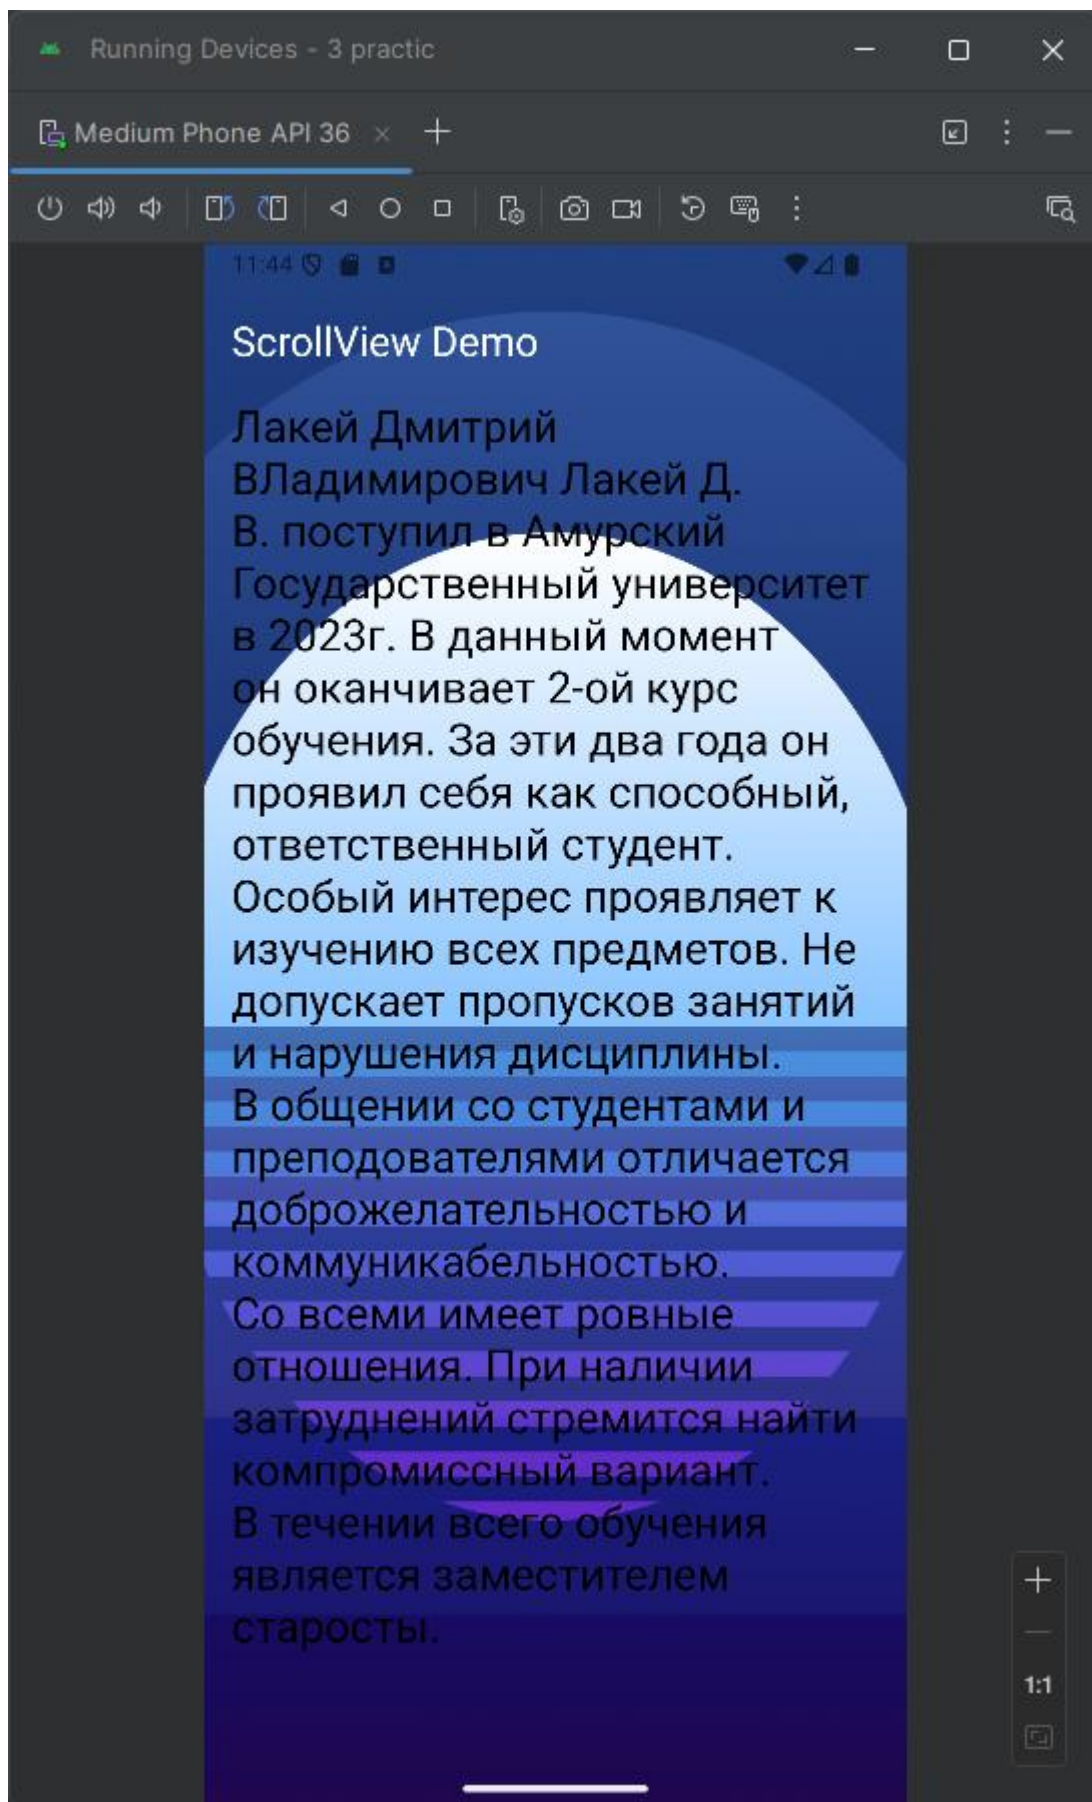 Running Devices - 3 practic
Medium Phone API 36
11:44
ScrollView Demo
Лакей Дмитрий
ВЛадимирович Лакей Д.
В. поступил в Амурский
Государственный университет
в 2023г. В данный момент
он оканчивает 2-ой курс
обучения. За эти два года он
проявил себя как способный,
ответственный студент.
Особый интерес проявляет к
изучению всех предметов. Не
допускает пропусков занятий
и нарушения дисциплины.
В общении со студентами и
преподователями отличается
доброжелательностью и
коммуникабельностью.
Со всеми имеет ровные
отношения. При наличии
затруднений стремится найти
компромиссный вариант.
В течении всего обучения
является заместителем
старосты.
1:1